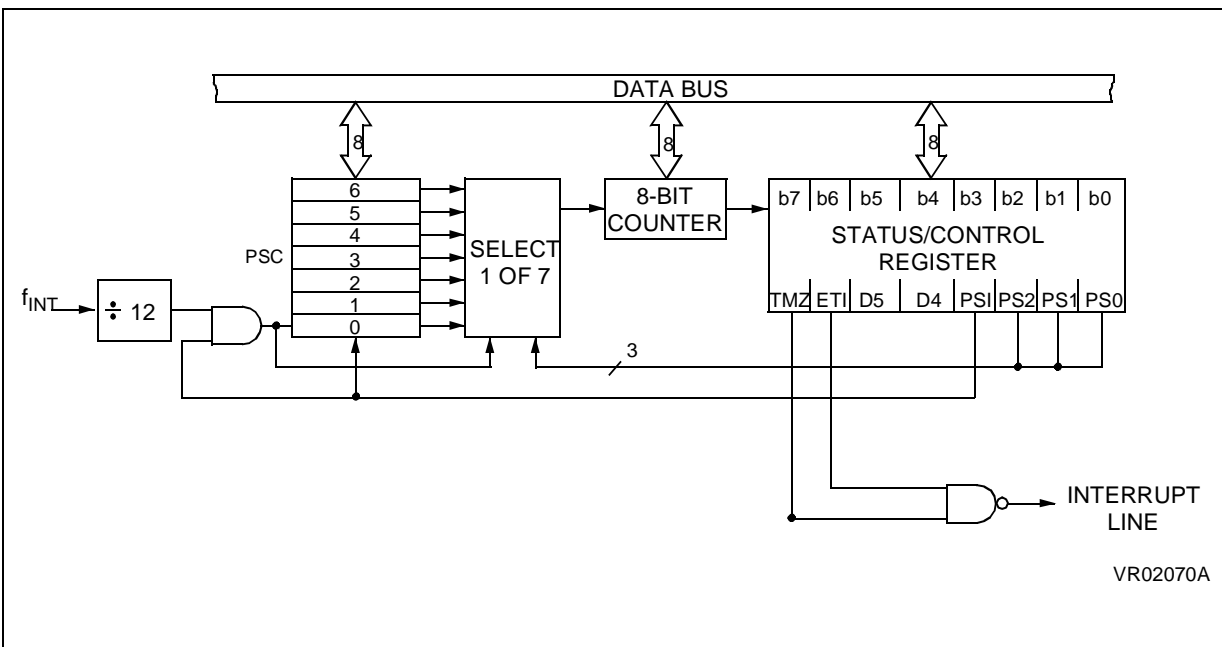 DATA BUS
8
8
8
6
5
4
3
2
1
0
PSC
SELECT
1 OF 7
8-BIT
COUNTER
b7 b6 b5 b4 b3 b2 b1 b0
STATUS/CONTROL
REGISTER
TMZ ETI D5 D4 PSI PS2 PS1 PS0
fINT
÷ 12
3
INTERRUPT
LINE
VR02070A